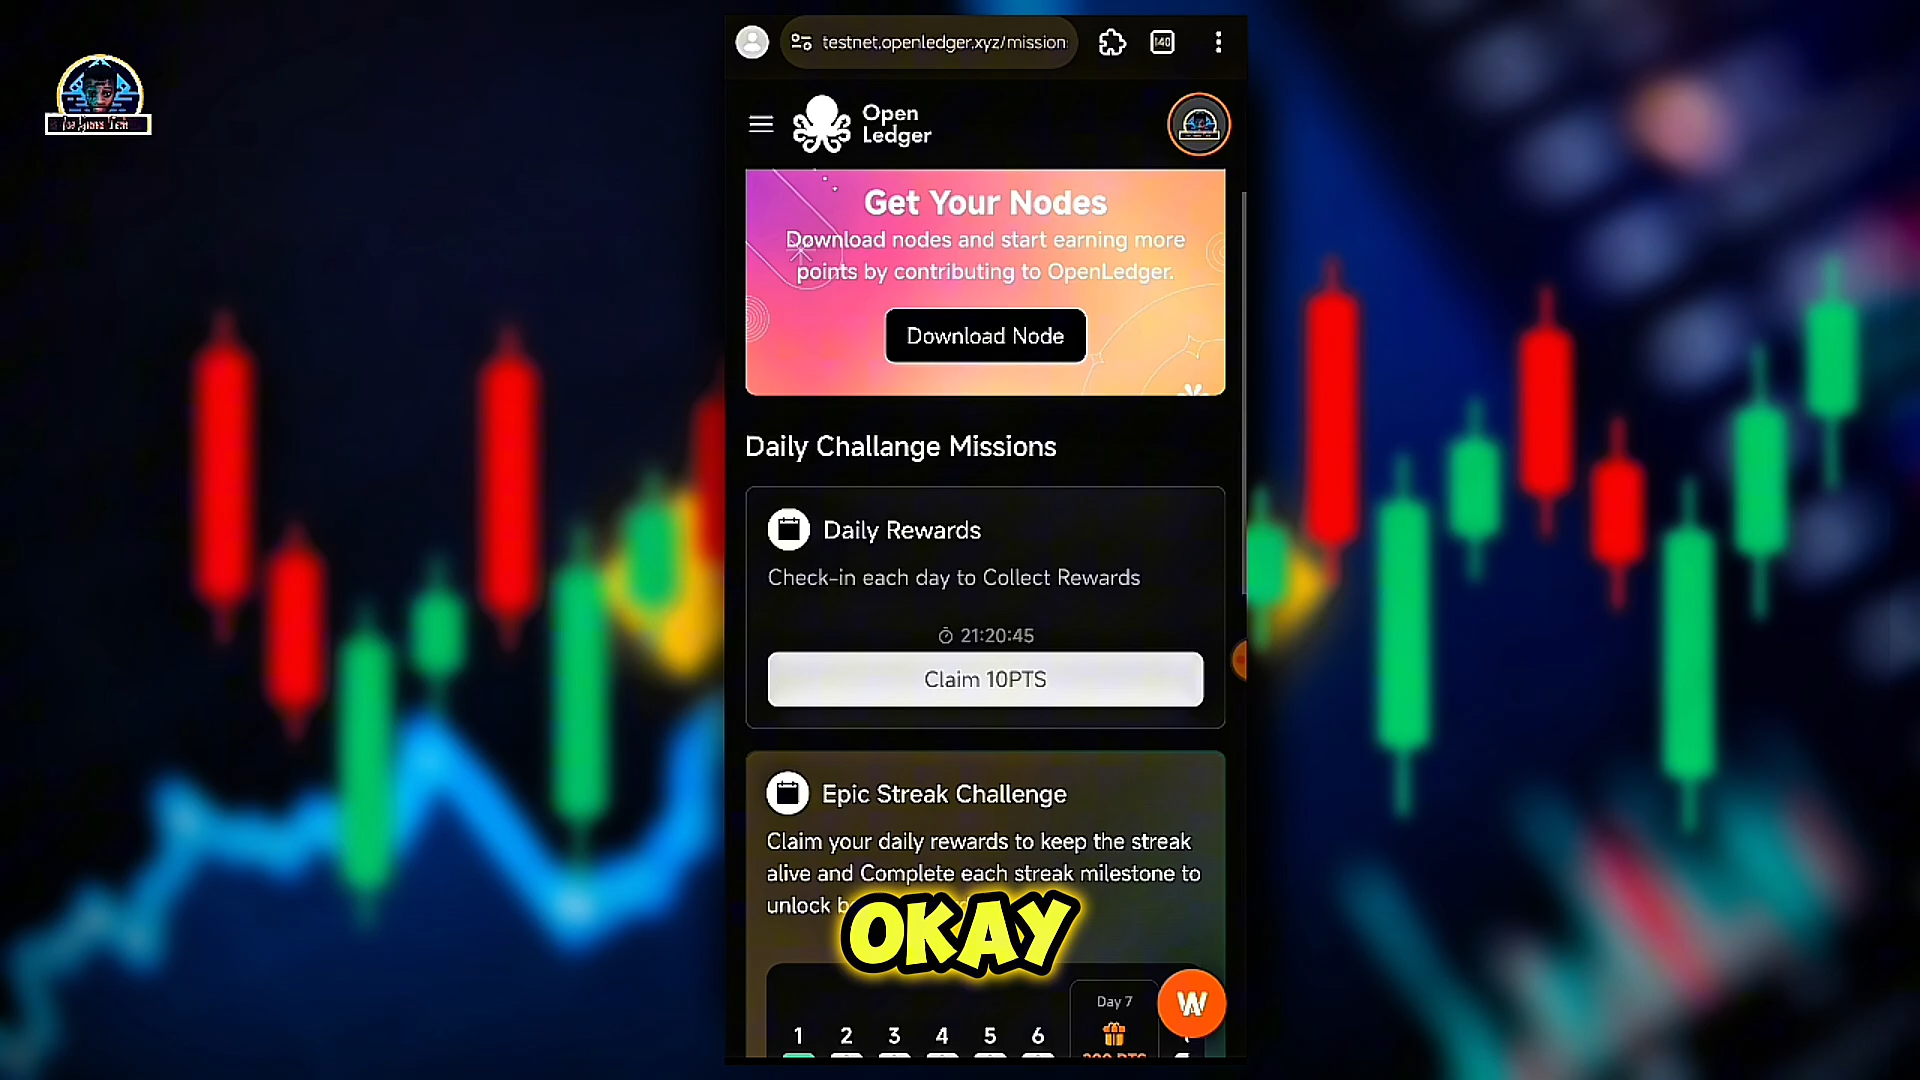 testnet.openledger.xyz/mission
140
Open
Ledger
Get Your Nodes
Download nodes and start earning more
points by contributing to OpenLedger.
Download Node
Daily Challange Missions
Daily Rewards
Check-in each day to Collect Rewards
21:20:45
Claim 10PTS
Epic Streak Challenge
Claim your daily rewards to keep the streak
alive and Complete each streak milestone to
unlock
OKAY
Day 7
1 2 3 4 5 6
W